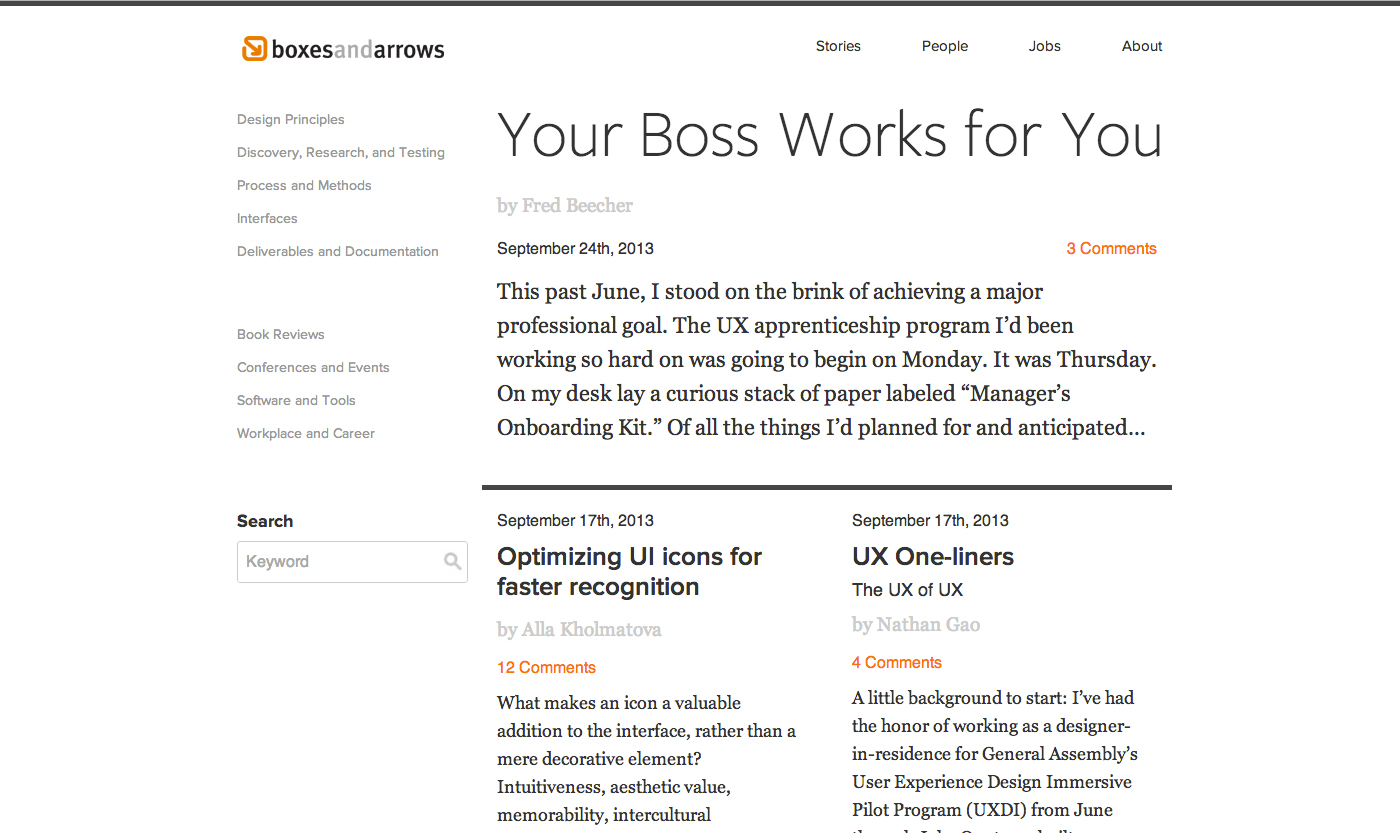 boxesandarrows
Stories
People
Jobs
About
Design Principles
Discovery, Research, and Testing
Process and Methods
Interfaces
Deliverables and Documentation
Book Reviews
Conferences and Events
Software and Tools
Workplace and Career
Search
Keyword
Your Boss Works for You
by Fred Beecher
September 24th, 2013
3 Comments
This past June, I stood on the brink of achieving a major
professional goal. The UX apprenticeship program I’d been
working so hard on was going to begin on Monday. It was Thursday.
On my desk lay a curious stack of paper labeled “Manager’s
Onboarding Kit.” Of all the things I’d planned for and anticipated...
September 17th, 2013
Optimizing UI icons for
faster recognition
by Alla Kholmatova
12 Comments
What makes an icon a valuable
addition to the interface, rather than a
mere decorative element?
Intuitiveness, aesthetic value,
memorability, intercultural
September 17th, 2013
UX One-liners
The UX of UX
by Nathan Gao
4 Comments
A little background to start: I’ve had
the honor of working as a designer-
in-residence for General Assembly’s
User Experience Design Immersive
Pilot Program (UXDI) from June